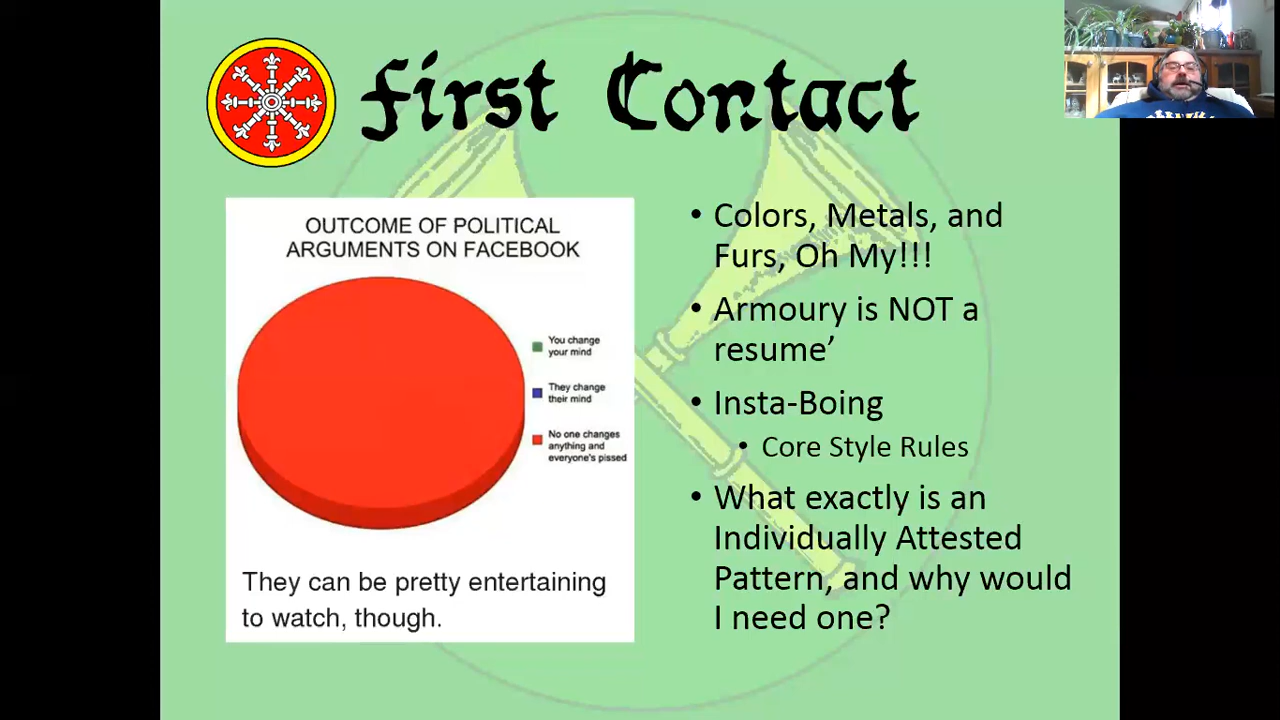 First Contact
OUTCOME OF POLITICAL
ARGUMENTS ON FACEBOOK
You change
your mind
They change
their mind
No one changes
anything and
everyone's pissed
They can be pretty entertaining
to watch, though.
• Colors, Metals, and
Furs, Oh My!!!
• Armoury is NOT a
resume’
• Insta-Boing
• Core Style Rules
• What exactly is an
Individually Attested
Pattern, and why would
I need one?